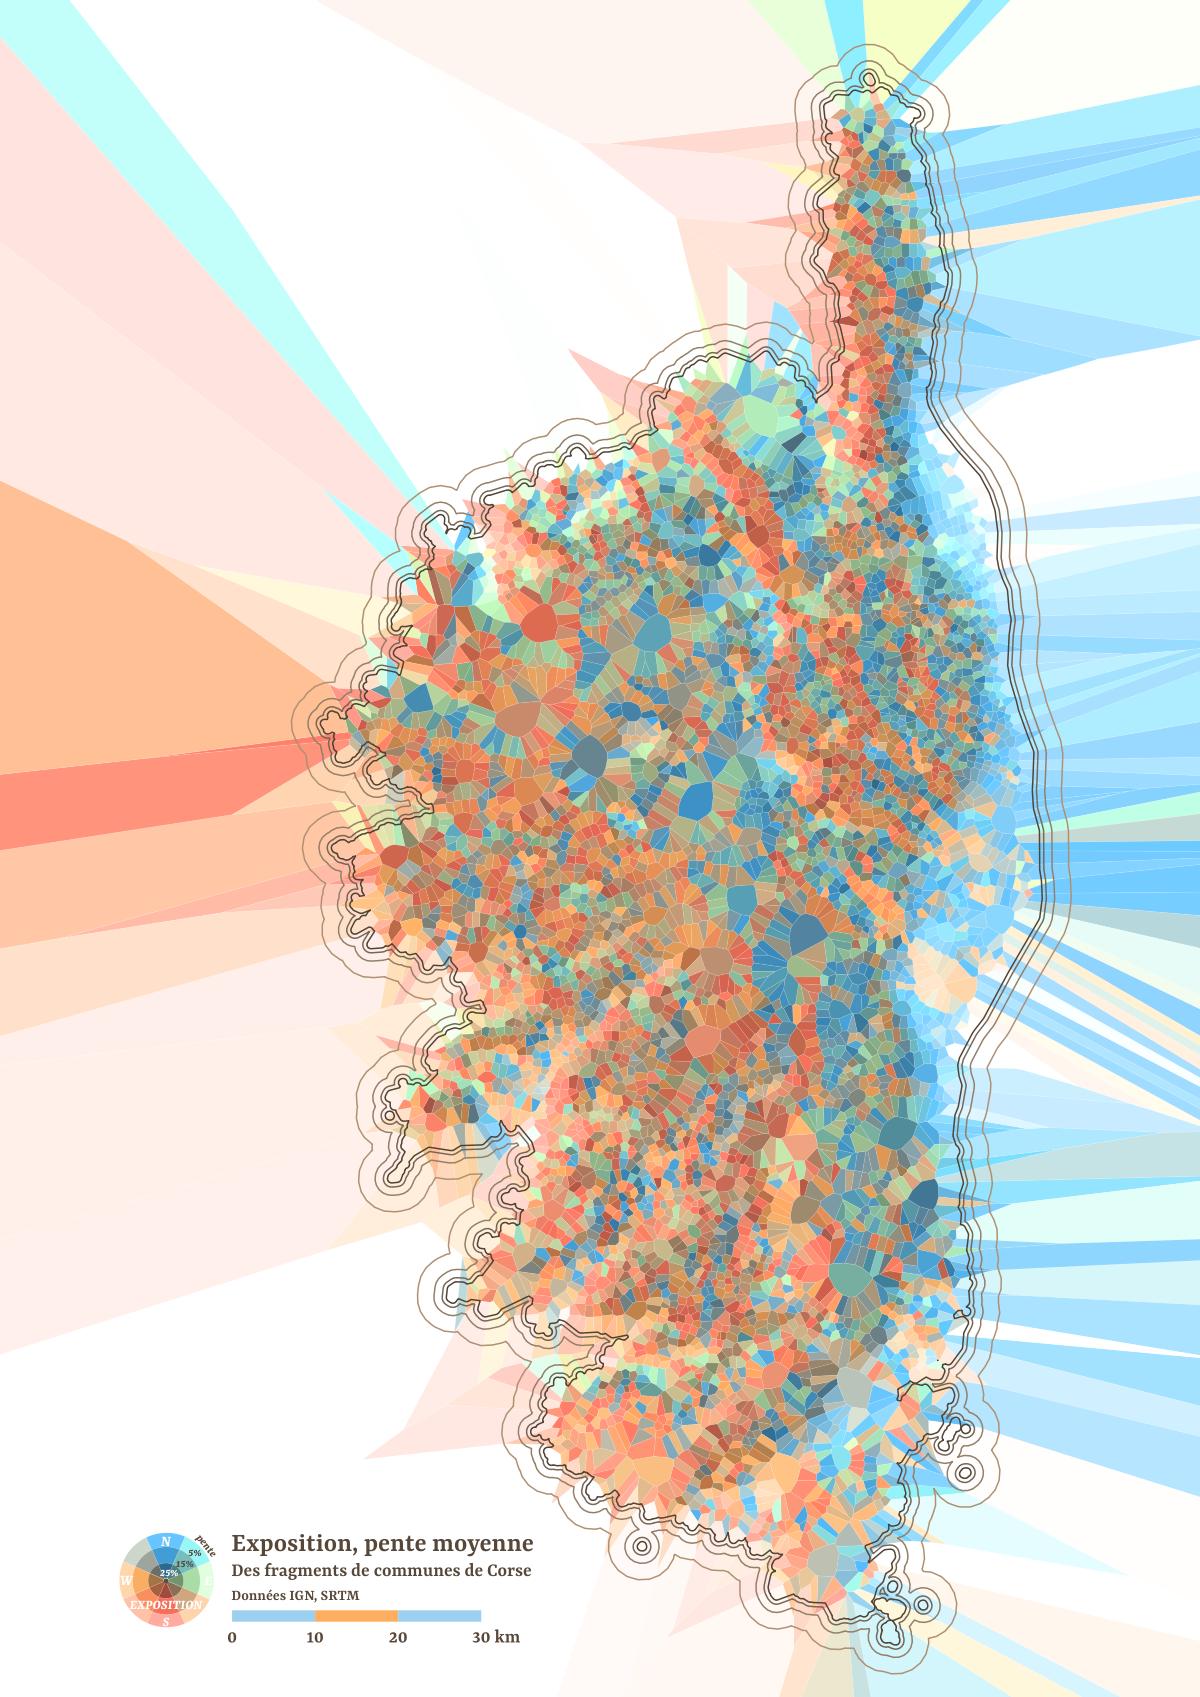 Exposition, pente moyenne
Des fragments de communes de Corse
Données IGN, SRTM
0 10 20 30 km
N
pente
5%
15%
25%
W
EXPOSITION
S